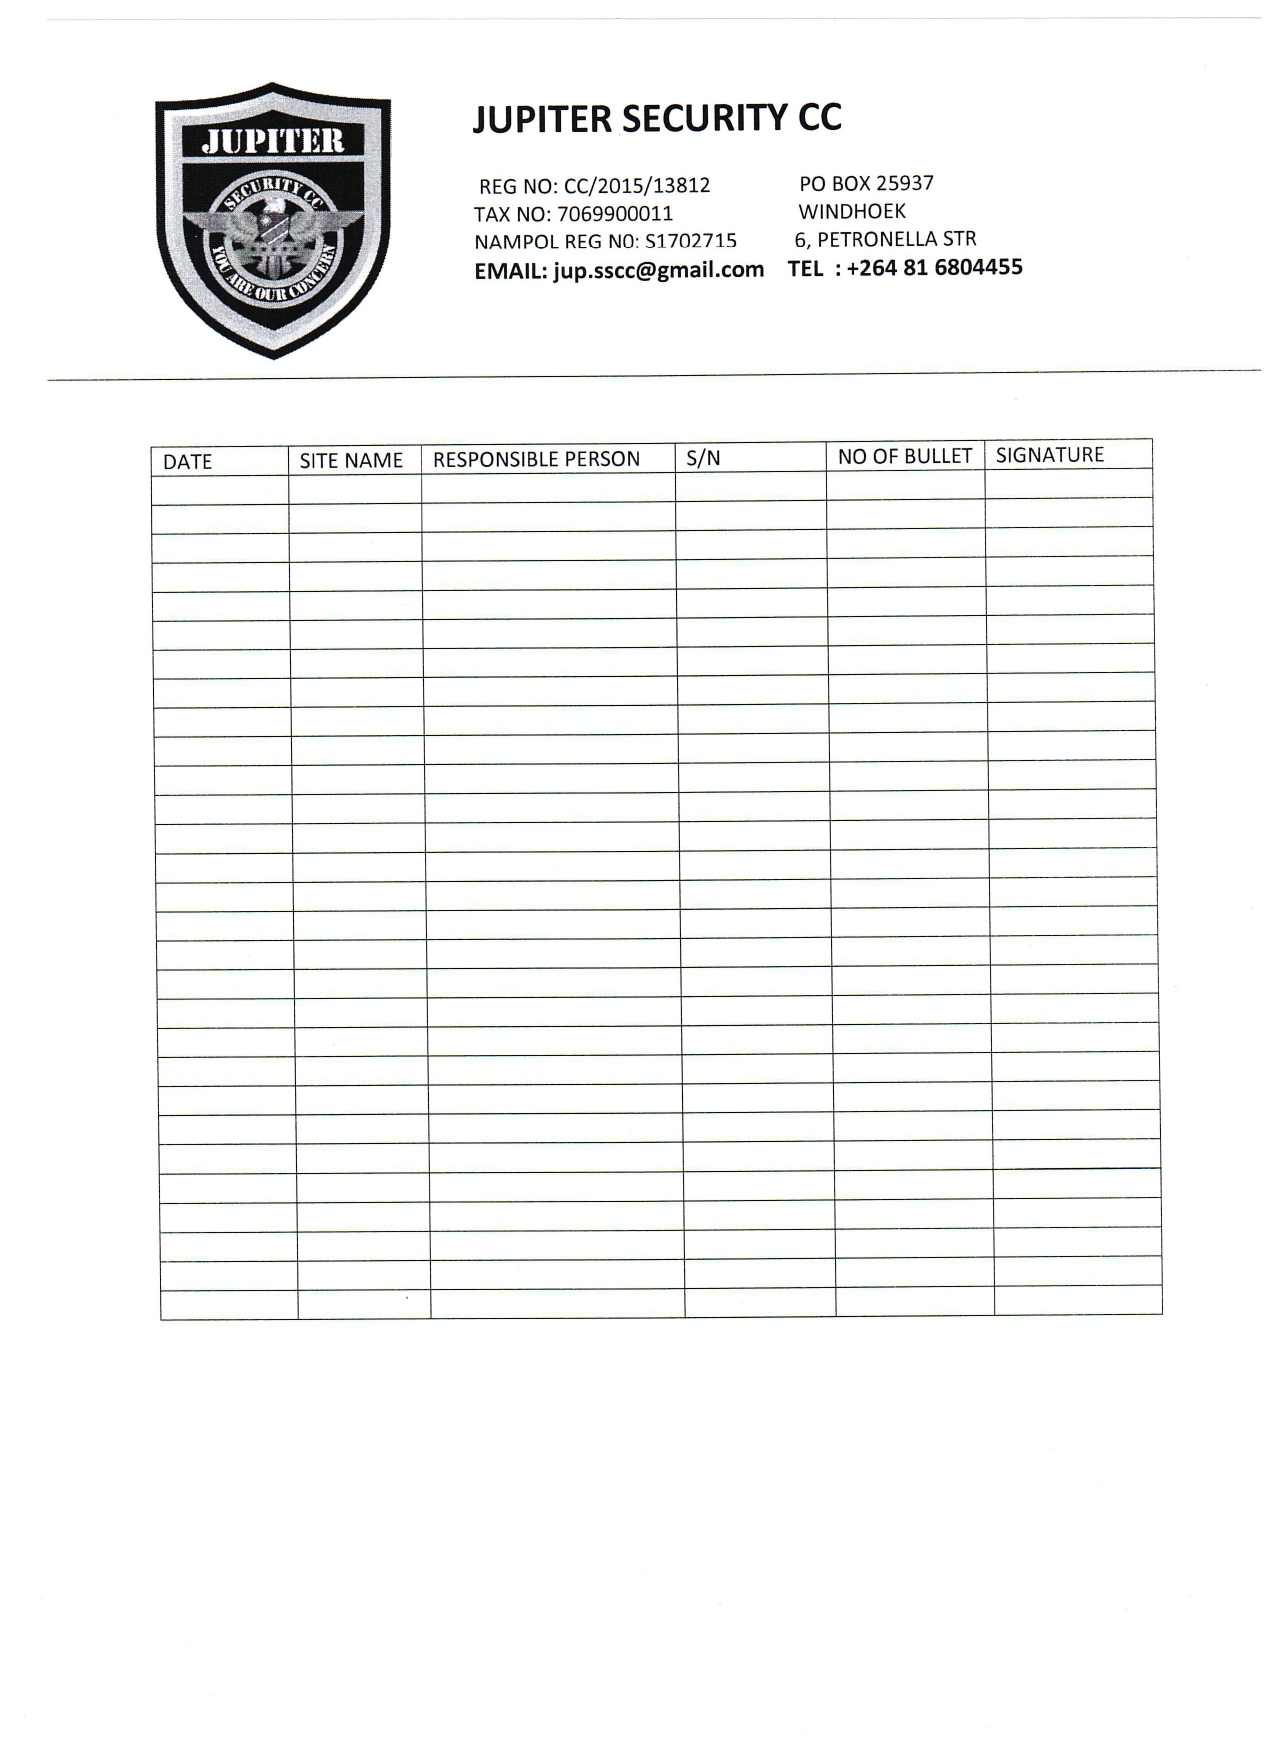 JUPITER
SECURITY CC
YOU ARE OUR CONCERN
JUPITER SECURITY CC
REG NO: CC/2015/13812 PO BOX 25937
TAX NO: 7069900011 WINDHOEK
NAMPOL REG NO: S1702715 6, PETRONELLA STR
EMAIL: jup.sscc@gmail.com TEL : +264 81 6804455
DATE SITE NAME RESPONSIBLE PERSON S/N NO OF BULLET SIGNATURE